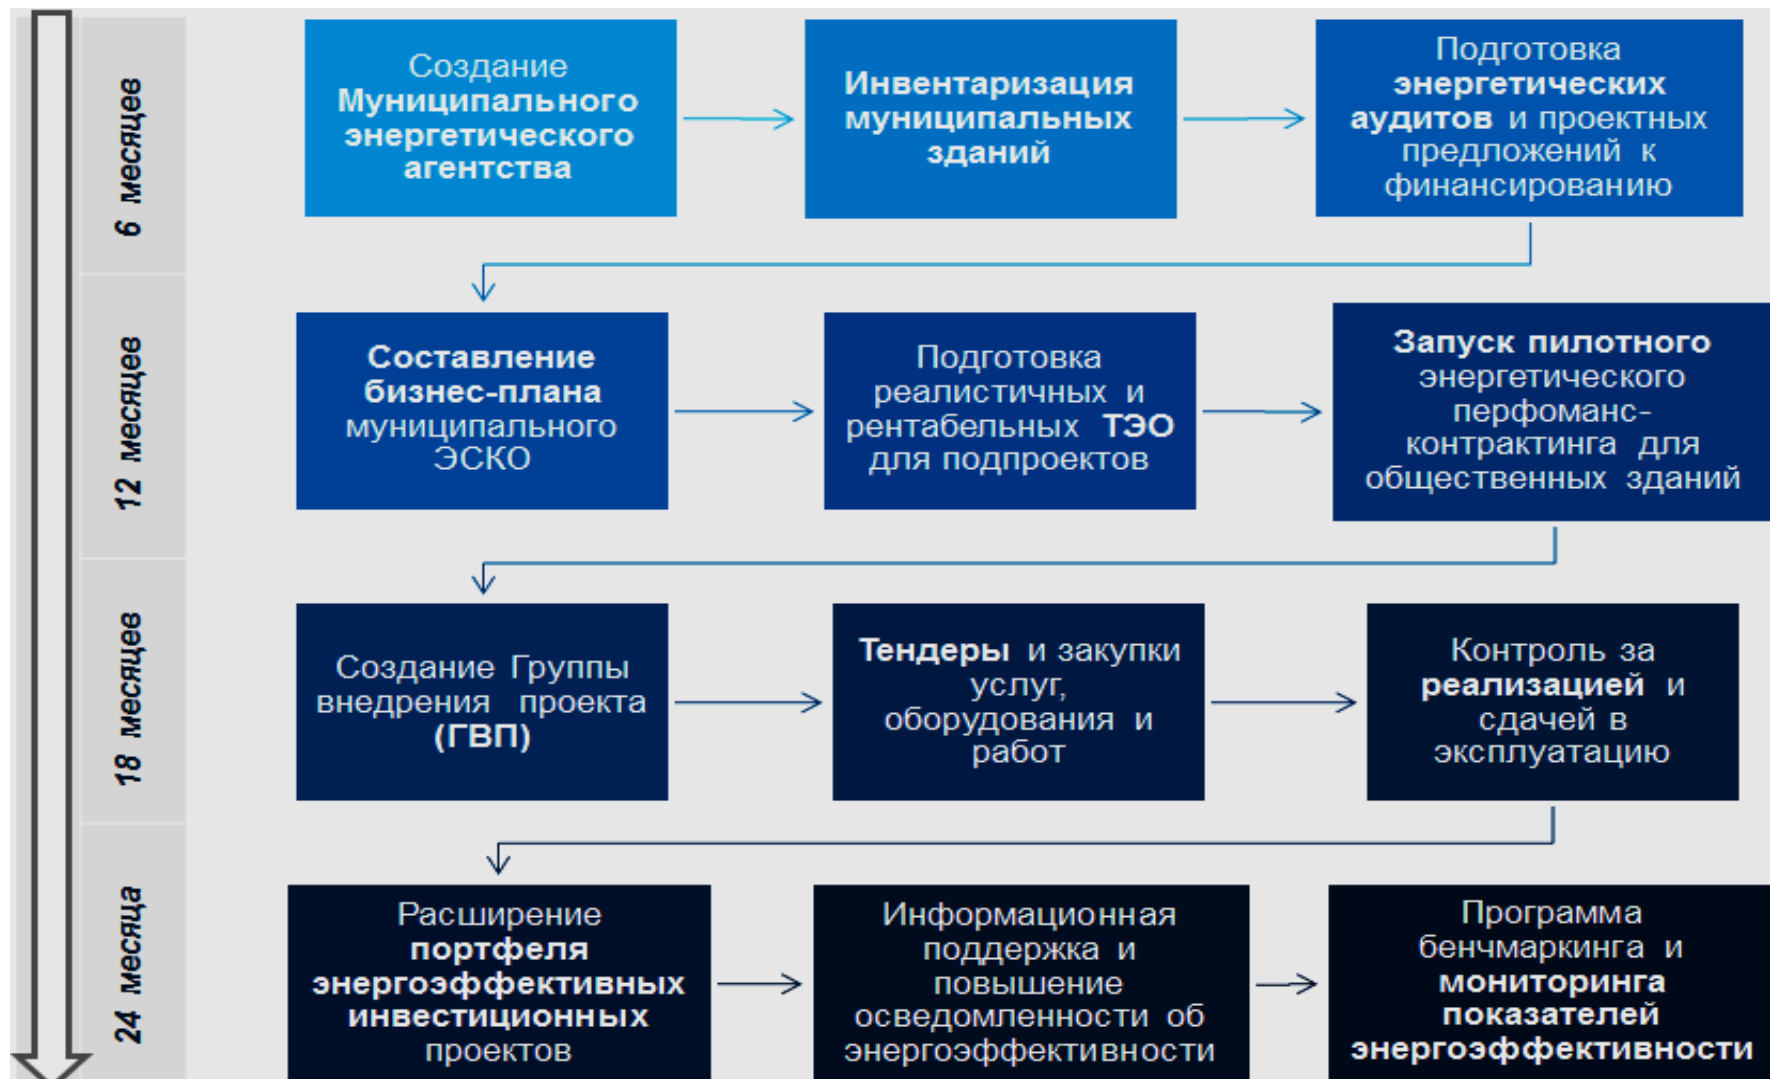 6 месяцев
Создание
Муниципального
энергетического
агентства
Инвентаризация
муниципальных
зданий
Подготовка
энергетических
аудитов и проектных
предложений к
финансированию
12 месяцев
Составление
бизнес-плана
муниципального
ЭСКО
Подготовка
реалистичных и
рентабельных ТЭО
для подпроектов
Запуск пилотного
энергетического
перфоманс-
контрактинга для
общественных зданий
18 месяцев
Создание Группы
внедрения проекта
(ГВП)
Тендеры и закупки
услуг,
оборудования и
работ
Контроль за
реализацией и
сдачей в
эксплуатацию
24 месяца
Расширение
портфеля
энергоэффективных
инвестиционных
проектов
Информационная
поддержка и
повышение
осведомленности об
энергоэффективности
Программа
бенчмаркинга и
мониторинга
показателей
энергоэффективности